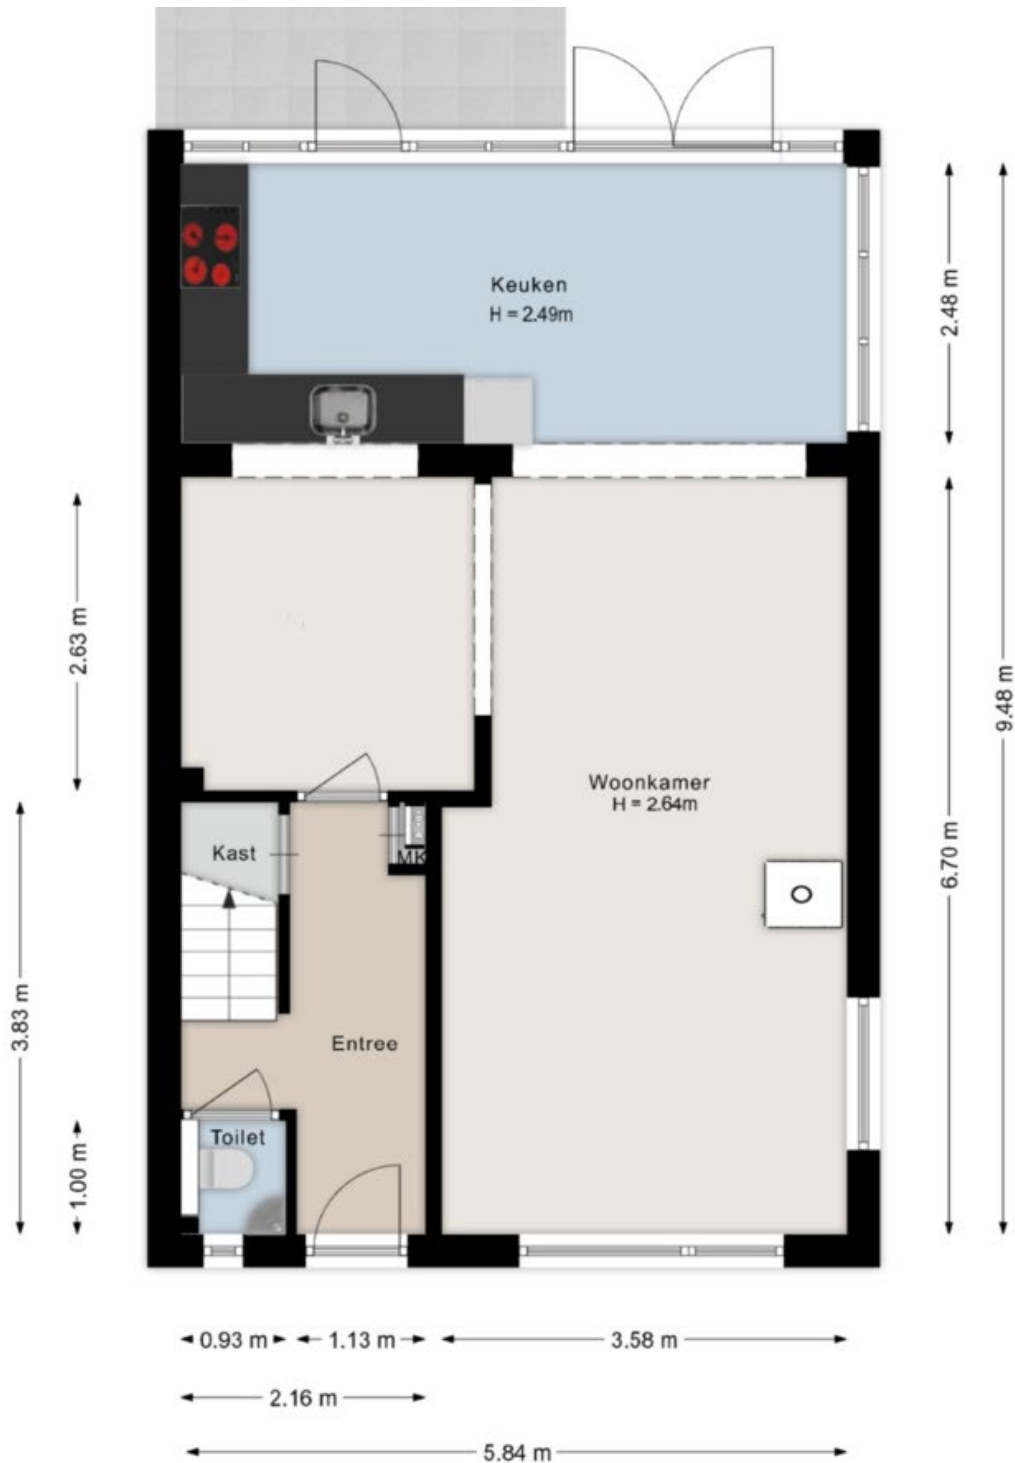 Keuken
H = 2.49m
2.48 m
9.48 m
2.63 m
Woonkamer
H = 2.64m
6.70 m
Kast
MK
3.83 m
Entree
Toilet
1.00 m
0.93 m
1.13 m
3.58 m
2.16 m
5.84 m